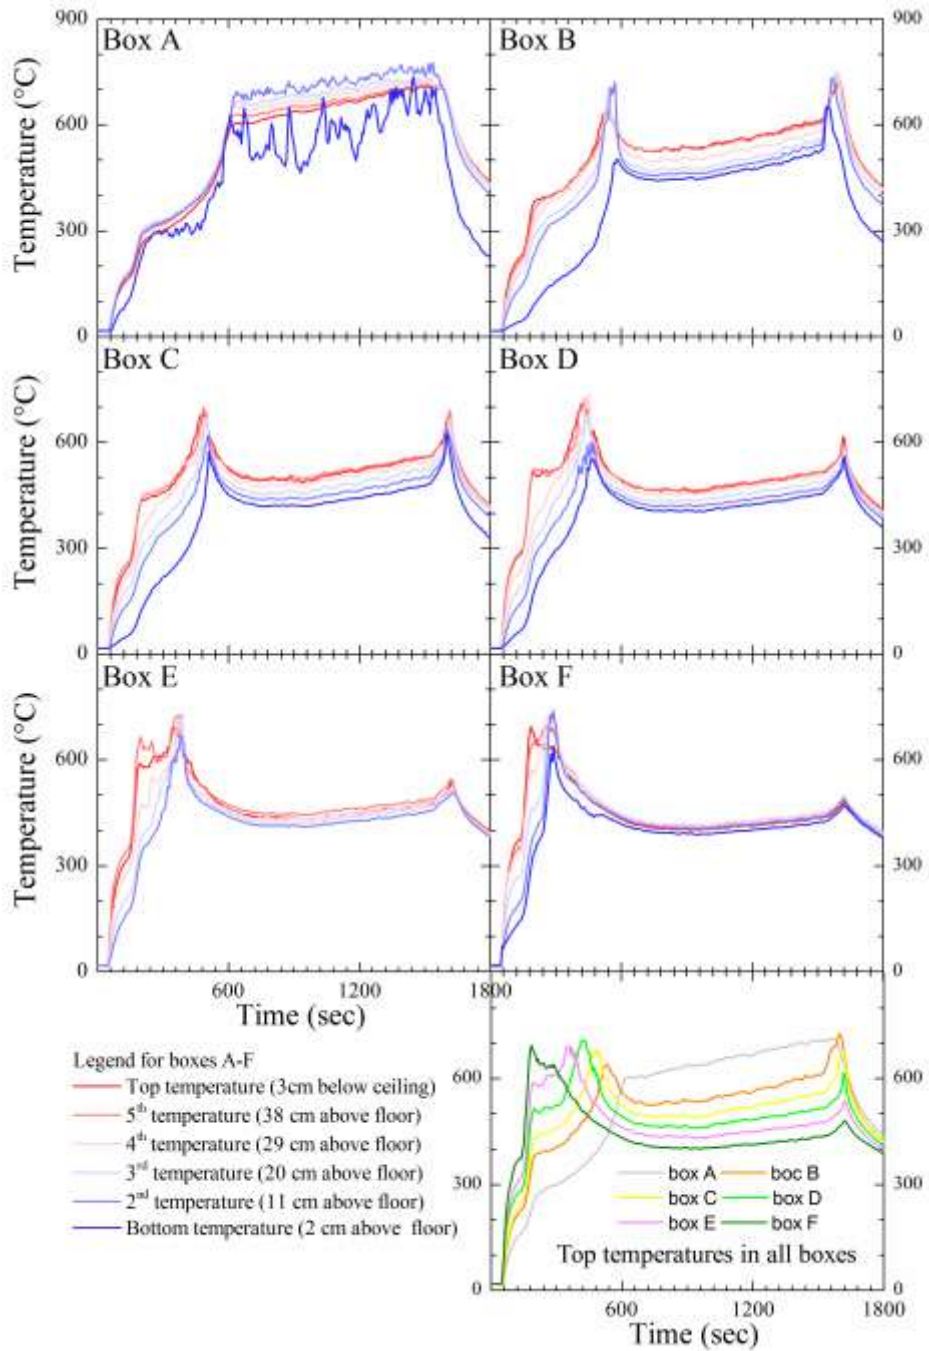 900
Box A
Box B
900
Temperature (°C)
600
600
300
300
0
0
Box C
Box D
Temperature (°C)
600
600
300
300
0
0
Box E
Box F
Temperature (°C)
600
600
300
300
0
0
600
1200
1800
Time (sec)
Legend for boxes A-F
Top temperature (3cm below ceiling)
5th temperature (38 cm above floor)
4th temperature (29 cm above floor)
3rd temperature (20 cm above floor)
2nd temperature (11 cm above floor)
Bottom temperature (2 cm above floor)
600
300
0
box A
boc B
box C
box D
box E
box F
Top temperatures in all boxes
600
1200
1800
Time (sec)